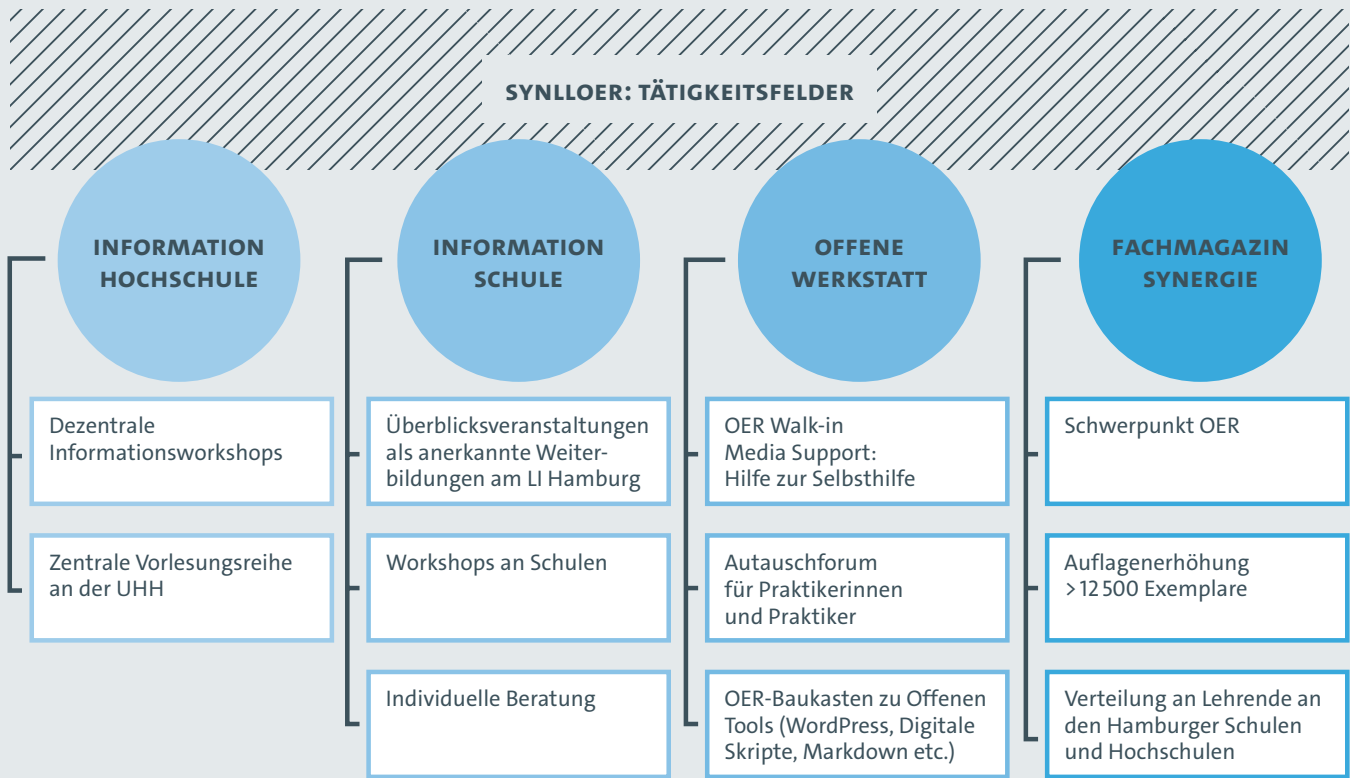 SYNLLOER: TÄTIGKEITSFELDER
INFORMATION
HOCHSCHULE
Dezentrale
Informationsworkshops
Zentrale Vorlesungsreihe
an der UHH
INFORMATION
SCHULE
Überblicksveranstaltungen
als anerkannte Weiter-
bildungen am LI Hamburg
Workshops an Schulen
Individuelle Beratung
OFFENE
WERKSTATT
OER Walk-in
Media Support:
Hilfe zur Selbsthilfe
Autauschforum
für Praktikerinnen
und Praktiker
OER-Baukasten zu Offenen
Tools (WordPress, Digitale
Skripte, Markdown etc.)
FACHMAGAZIN
SYNERGIE
Schwerpunkt OER
Auflagenerhöhung
> 12 500 Exemplare
Verteilung an Lehrende an
den Hamburger Schulen
und Hochschulen